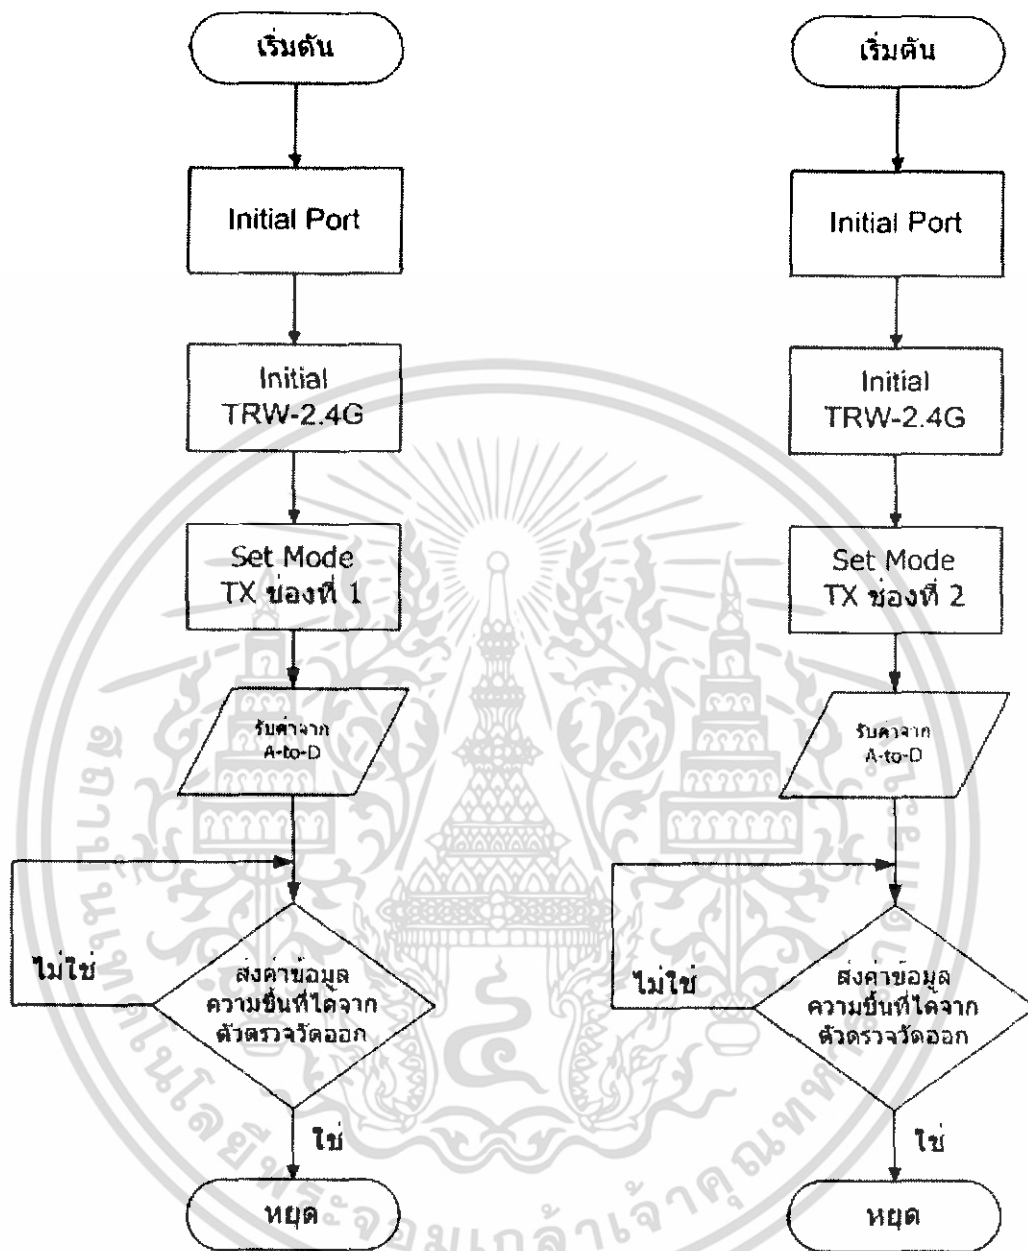 เริ่มต้น
Initial Port
Initial
TRW-2.4G
Set Mode
TX ช่องที่ 1
รับค่าจาก
A-to-D
ไม่ใช่
ส่งค่าข้อมูล
ความชื้นที่ได้จาก
ตัวตรวจวัดออก
ใช่
หยุด
เริ่มต้น
Initial Port
Initial
TRW-2.4G
Set Mode
TX ช่องที่ 2
รับค่าจาก
A-to-D
ไม่ใช่
ส่งค่าข้อมูล
ความชื้นที่ได้จาก
ตัวตรวจวัดออก
ใช่
หยุด